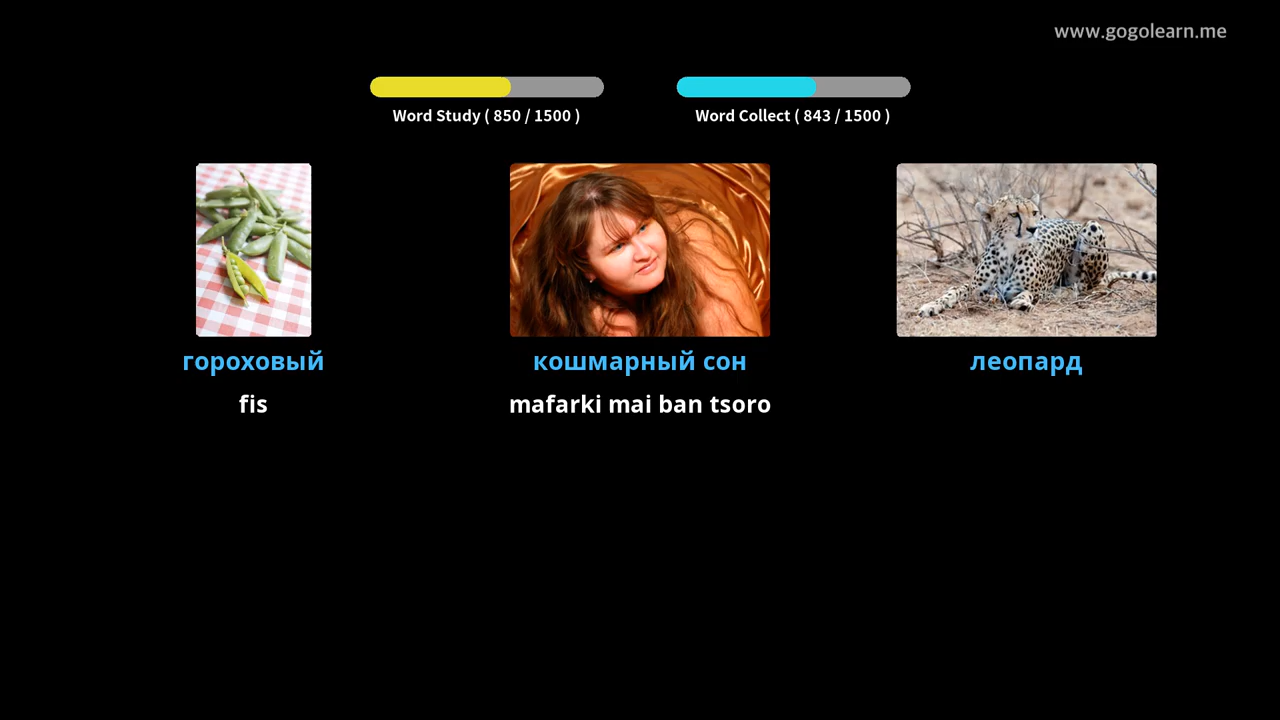 www.gogolearn.me
Word Study ( 850 / 1500 )
Word Collect ( 843 / 1500 )
гороховый
кошмарный сон
леопард
fis
mafarki mai ban tsoro